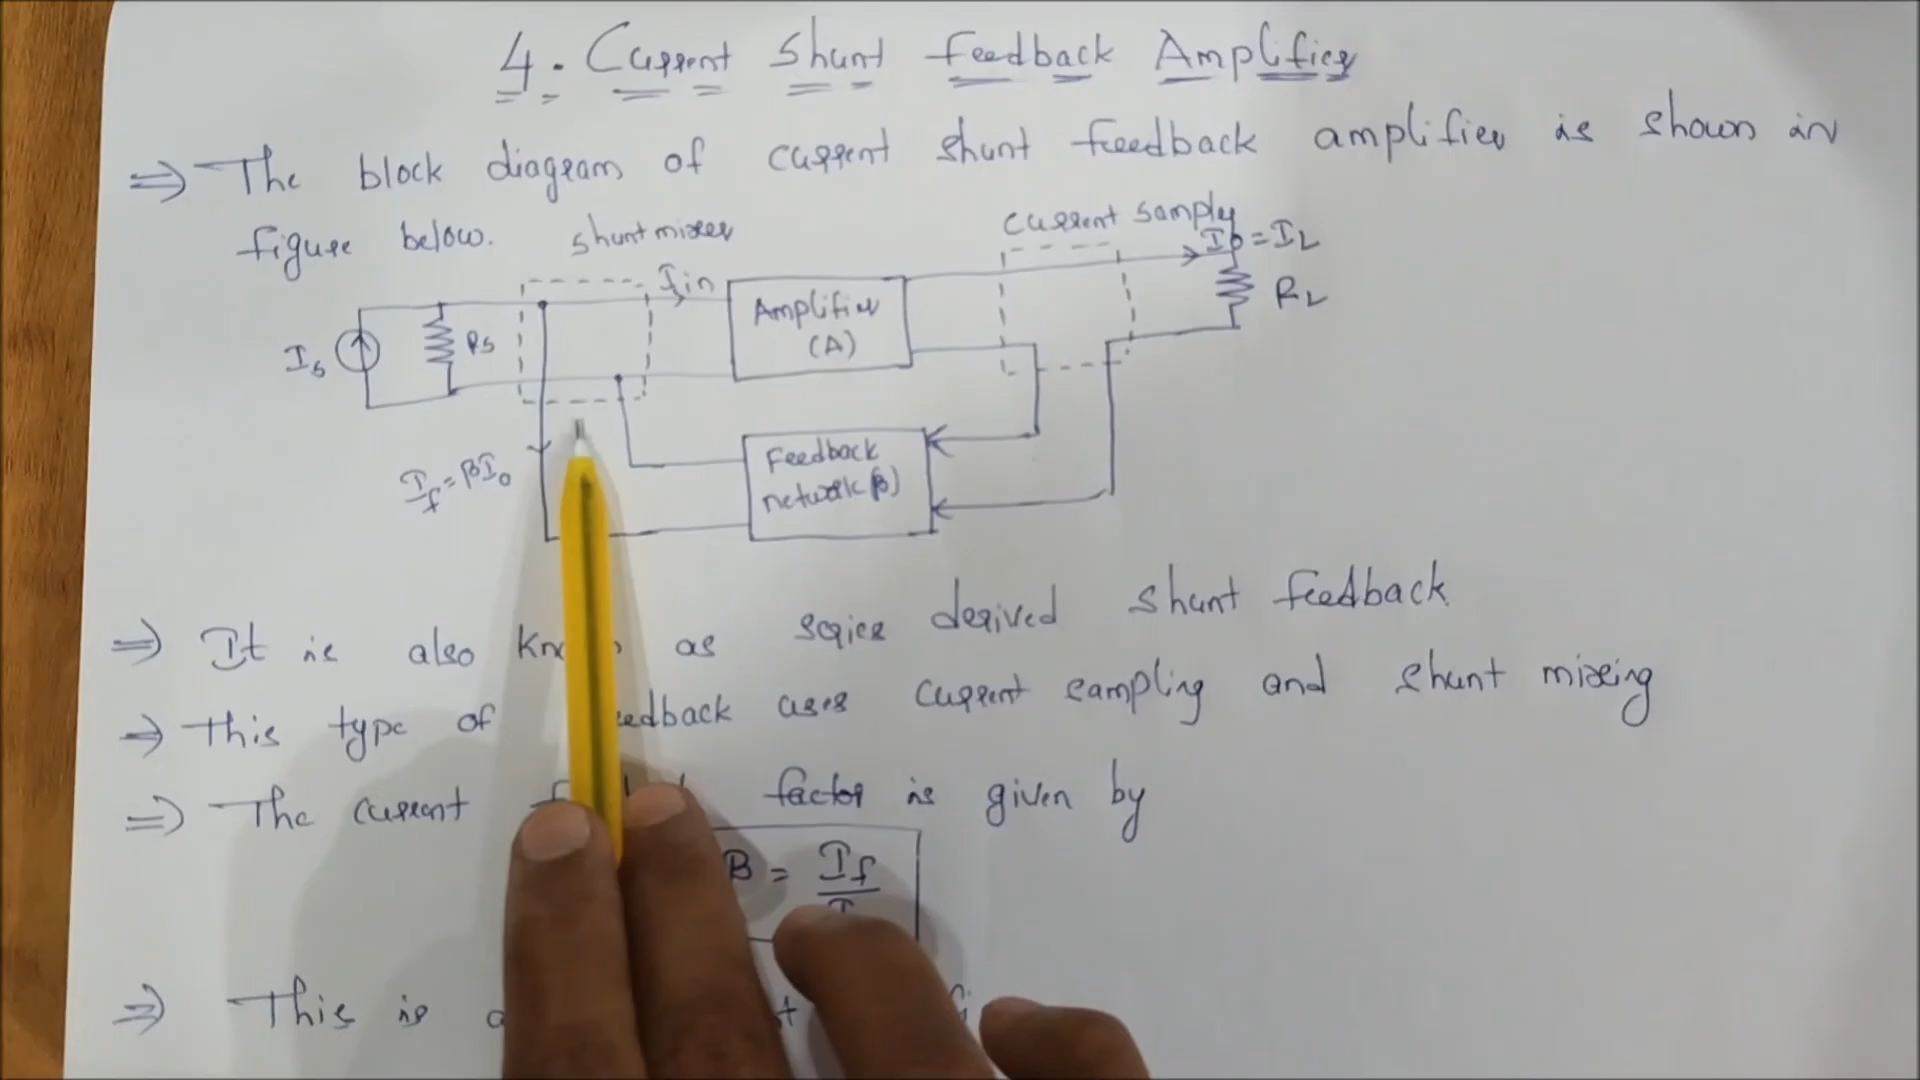 4. Current Shunt Feedback Amplifier
⇒ The block diagram of current shunt feedback amplifier is shown in
figure below.
shunt mixer
current sampler
Io = IL
Iin
Amplifier
(A)
RL
Is
Rs
If = βIo
Feedback
network (β)
⇒ It is also as series derived shunt feedback
→ This type of uses current sampling and shunt mixing
⇒ The current factor is given by
B = If
⇒ This is